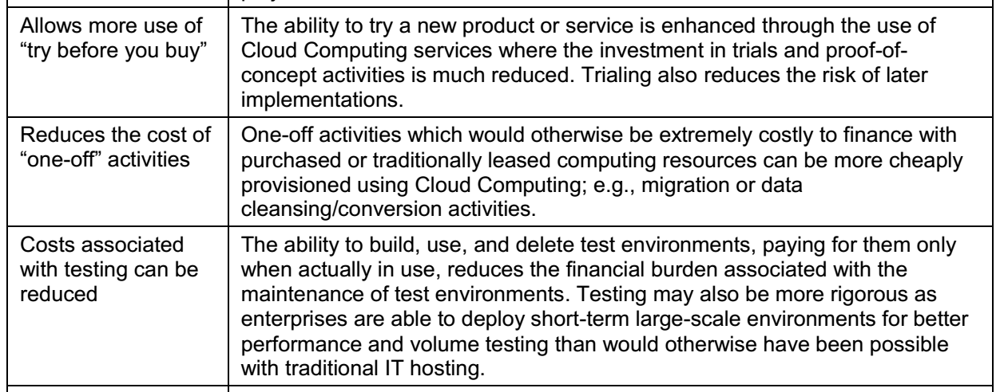 Allows more use of
“try before you buy”
The ability to try a new product or service is enhanced through the use of
Cloud Computing services where the investment in trials and proof-of-
concept activities is much reduced. Trialing also reduces the risk of later
implementations.
Reduces the cost of
“one-off” activities
One-off activities which would otherwise be extremely costly to finance with
purchased or traditionally leased computing resources can be more cheaply
provisioned using Cloud Computing; e.g., migration or data
cleansing/conversion activities.
Costs associated
with testing can be
reduced
The ability to build, use, and delete test environments, paying for them only
when actually in use, reduces the financial burden associated with the
maintenance of test environments. Testing may also be more rigorous as
enterprises are able to deploy short-term large-scale environments for better
performance and volume testing than would otherwise have been possible
with traditional IT hosting.